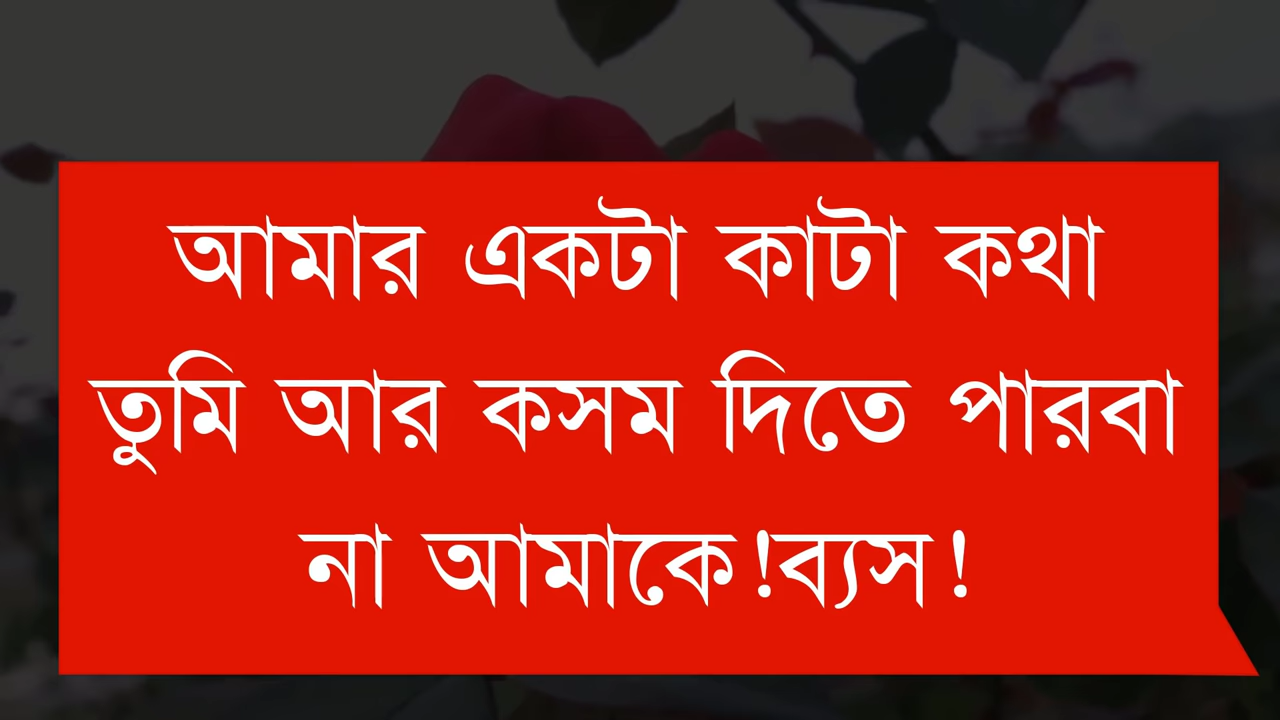 আমার একটা কাটা কথা
তুমি আর কসম দিতে পারবা
না আমাকে!ব্যস!